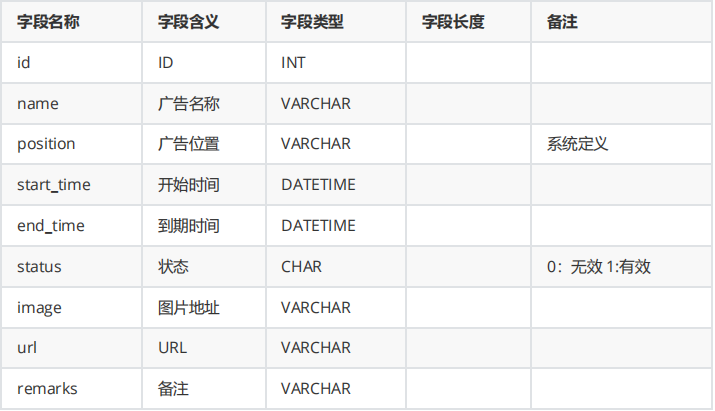 字段名称 字段含义 字段类型 字段长度 备注
id ID INT
name 广告名称 VARCHAR
position 广告位置 VARCHAR 系统定义
start_time 开始时间 DATETIME
end_time 到期时间 DATETIME
status 状态 CHAR 0：无效 1:有效
image 图片地址 VARCHAR
url URL VARCHAR
remarks 备注 VARCHAR